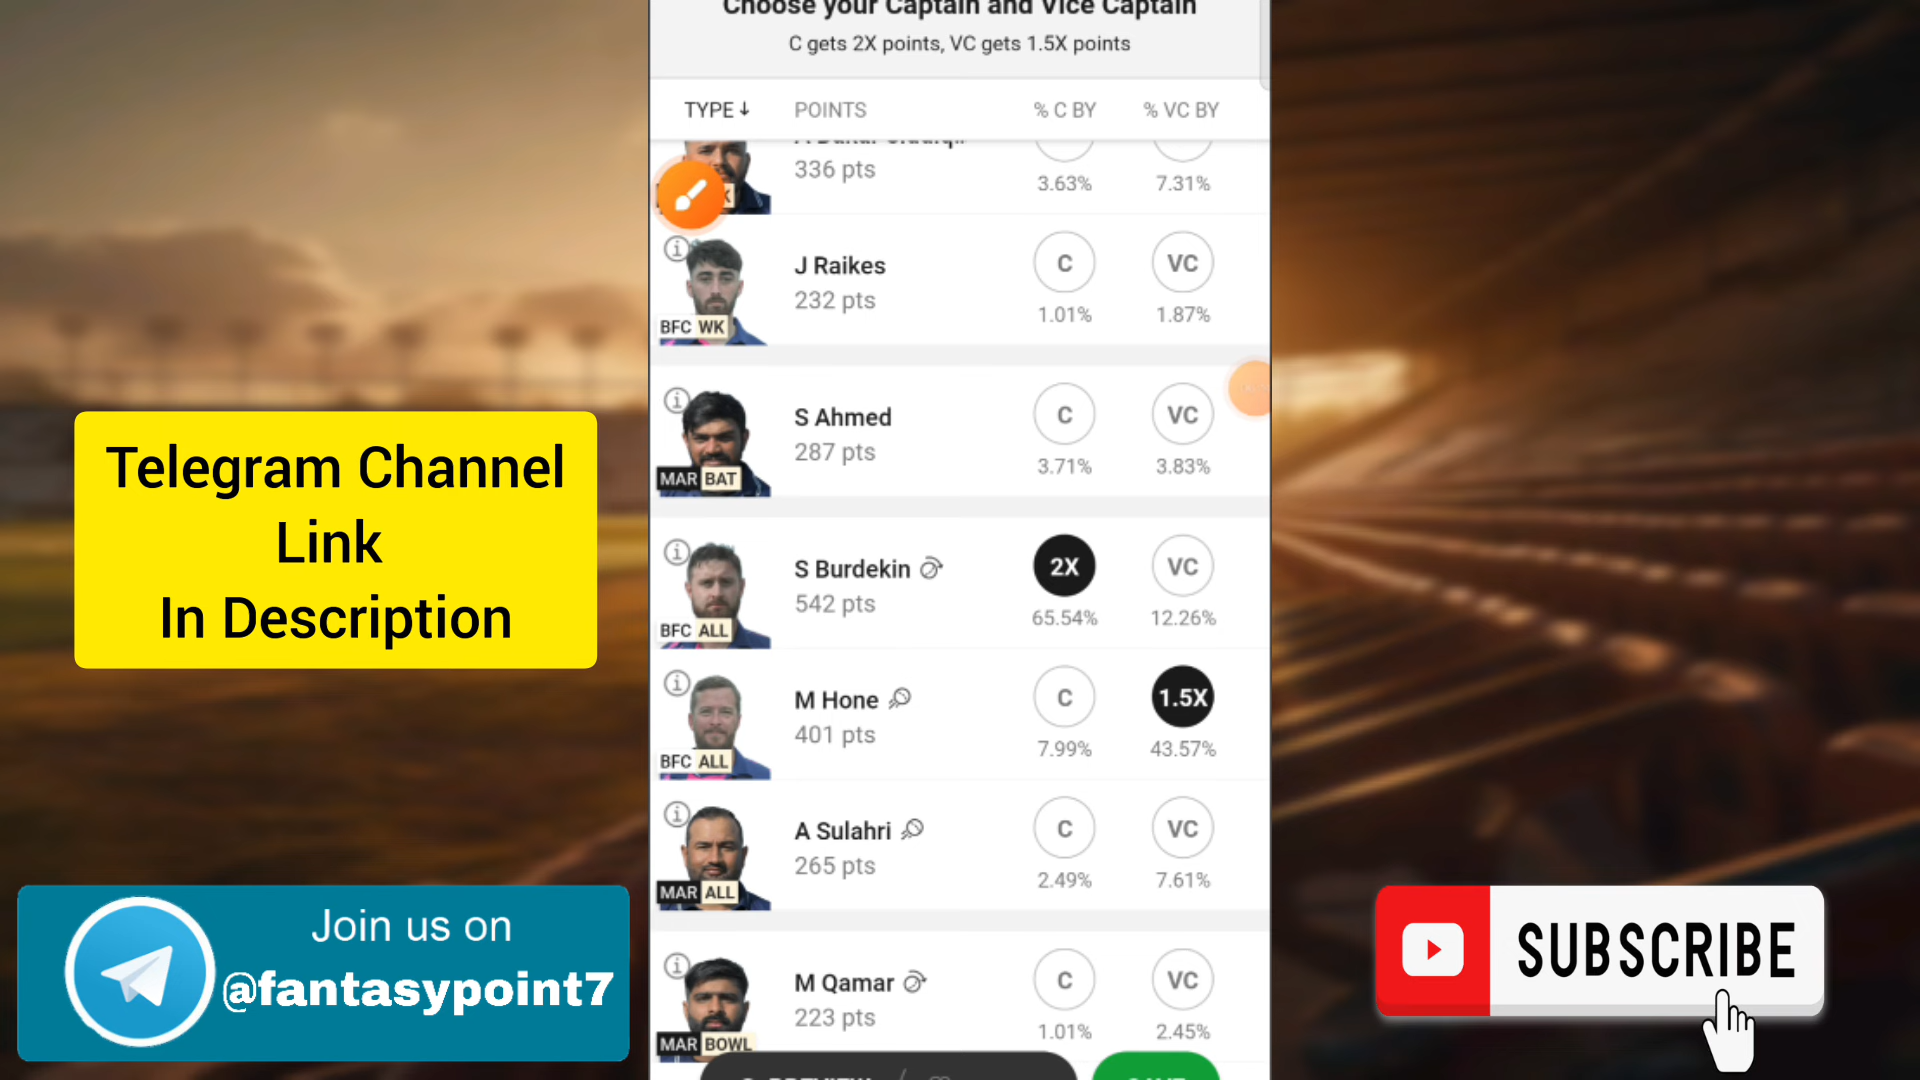 Choose your Captain and Vice Captain
C gets 2X points, VC gets 1.5X points
TYPE↓ POINTS % C BY % VC BY
336 pts
3.63% 7.31%
J Raikes C VC
232 pts
1.01% 1.87%
BFC WK
S Ahmed C VC
287 pts
3.71% 3.83%
MAR BAT
S Burdekin 2X VC
542 pts
65.54% 12.26%
BFC ALL
M Hone C 1.5X
401 pts
7.99% 43.57%
BFC ALL
A Sulahri C VC
265 pts
2.49% 7.61%
MAR ALL
M Qamar C VC
223 pts
1.01% 2.45%
MAR BOWL
Telegram Channel
Link
In Description
Join us on
@fantasypoint7
SUBSCRIBE